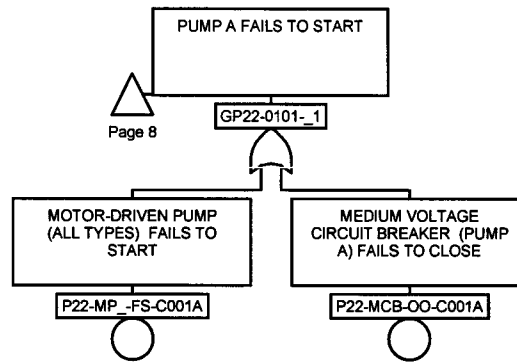 PUMP A FAILS TO START
Page 8
GP22-0101-_1
MOTOR-DRIVEN PUMP
(ALL TYPES) FAILS TO
START
P22-MP_-FS-C001A
MEDIUM VOLTAGE
CIRCUIT BREAKER (PUMP
A) FAILS TO CLOSE
P22-MCB-OO-C001A